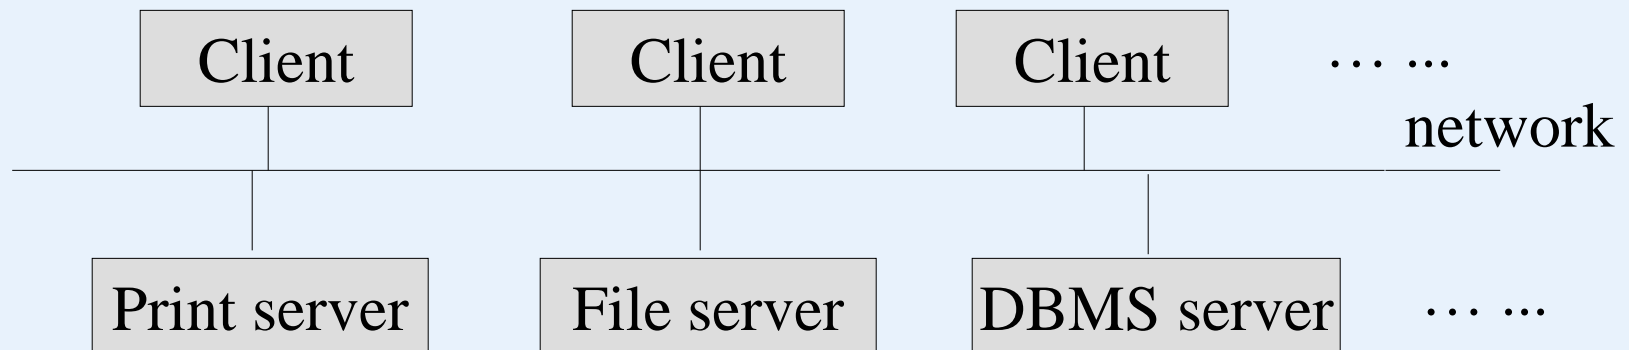 Client Client Client … ...
network
Print server File server DBMS server … ...